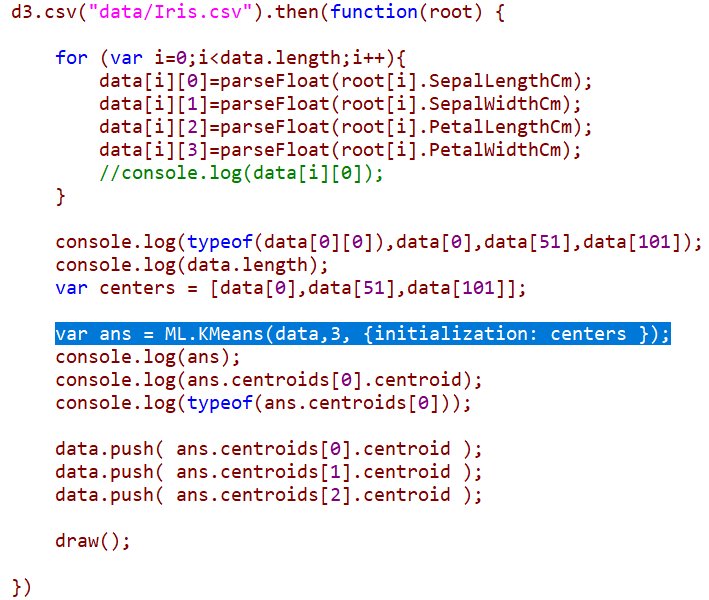 d3.csv("data/Iris.csv").then(function(root) {
for (var i=0;i<data.length;i++){
data[i][0]=parseFloat(root[i].SepalLengthCm);
data[i][1]=parseFloat(root[i].SepalWidthCm);
data[i][2]=parseFloat(root[i].PetalLengthCm);
data[i][3]=parseFloat(root[i].PetalWidthCm);
//console.log(data[i][0]);
}
console.log(typeof(data[0][0]),data[0],data[51],data[101]);
console.log(data.length);
var centers = [data[0],data[51],data[101]];
var ans = ML.KMeans(data,3, {initialization: centers });
console.log(ans);
console.log(ans.centroids[0].centroid);
console.log(typeof(ans.centroids[0]));
data.push( ans.centroids[0].centroid );
data.push( ans.centroids[1].centroid );
data.push( ans.centroids[2].centroid );
draw();
})